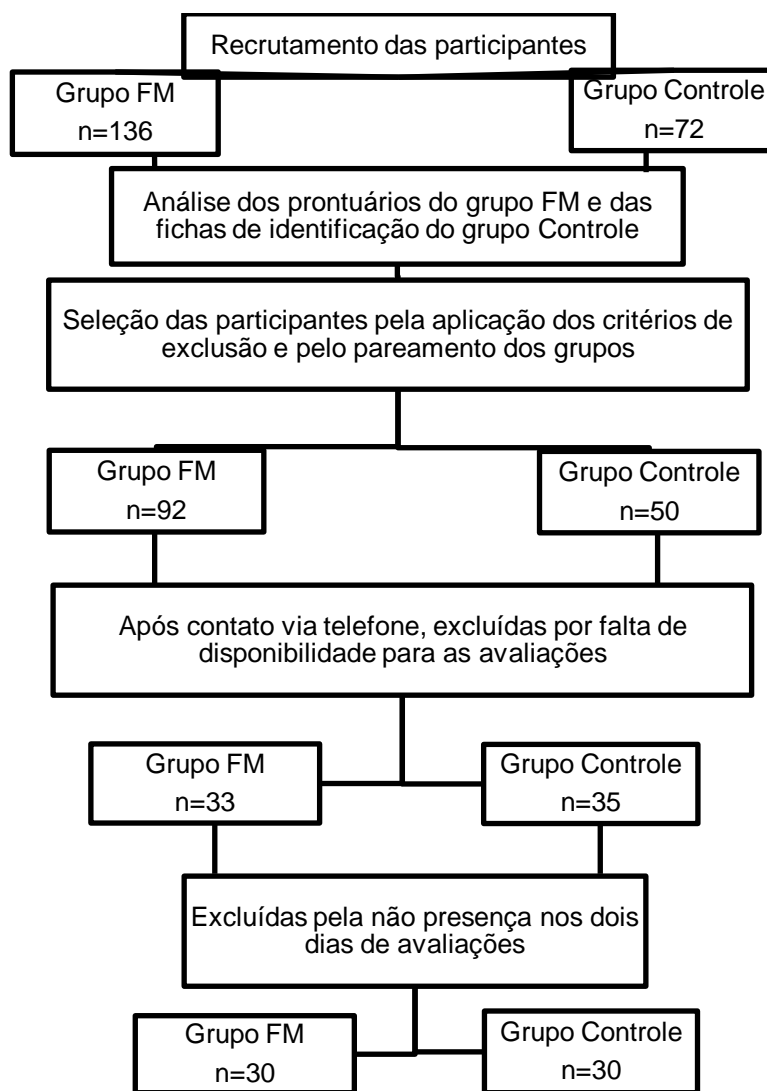 Recrutamento das participantes
Grupo FM
n=136
Grupo Controle
n=72
Análise dos prontuários do grupo FM e das
fichas de identificação do grupo Controle
Seleção das participantes pela aplicação dos critérios de
exclusão e pelo pareamento dos grupos
Grupo FM
n=92
Grupo Controle
n=50
Após contato via telefone, excluídas por falta de
disponibilidade para as avaliações
Grupo FM
n=33
Grupo Controle
n=35
Excluídas pela não presença nos dois
dias de avaliações
Grupo FM
n=30
Grupo Controle
n=30